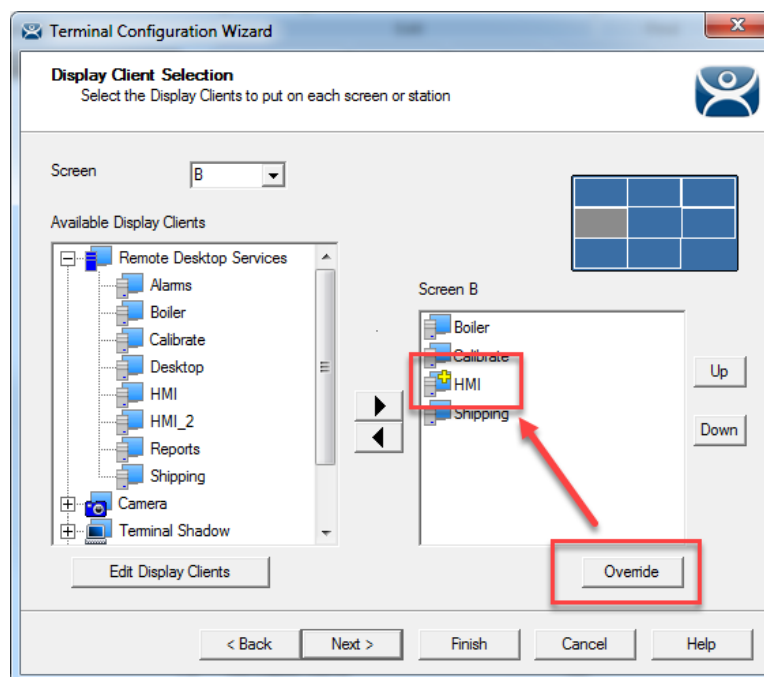 Terminal Configuration Wizard
Display Client Selection
Select the Display Clients to put on each screen or station
Screen
B
Available Display Clients
Remote Desktop Services
Alarms
Boiler
Calibrate
Desktop
HMI
HMI_2
Reports
Shipping
Camera
Terminal Shadow
Edit Display Clients
Screen B
Boiler
Calibrate
HMI
Shipping
Up
Down
Override
< Back
Next >
Finish
Cancel
Help